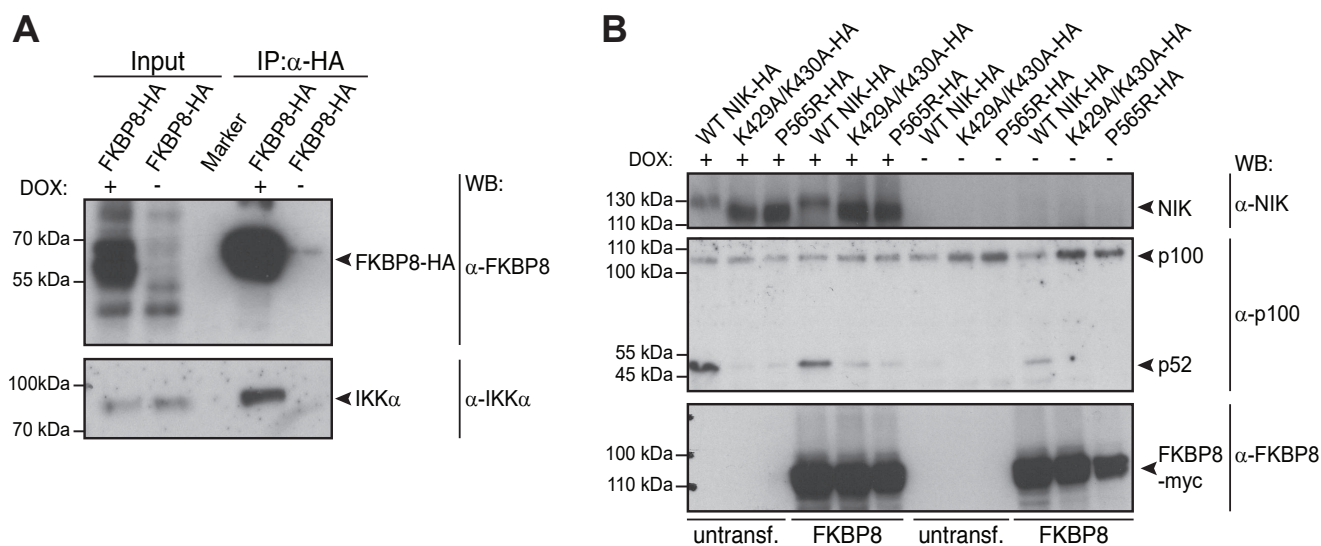 A
Input IP:α-HA
FKBP8-HA FKBP8-HA Marker FKBP8-HA FKBP8-HA
DOX: + - + - WB:
70 kDa
55 kDa
FKBP8-HA α-FKBP8
100kDa
70 kDa
IKKα α-IKKα
B
WT NIK-HA K429A/K430A-HA P565R-HA WT NIK-HA K429A/K430A-HA P565R-HA WT NIK-HA K429A/K430A-HA P565R-HA WT NIK-HA K429A/K430A-HA P565R-HA
DOX: + + + + + + - - - - - - WB:
130 kDa
110 kDa
NIK α-NIK
110 kDa
100 kDa
p100
α-p100
55 kDa
45 kDa
p52
100 kDa
110 kDa
FKBP8 α-FKBP8
-myc
untransf. FKBP8 untransf. FKBP8